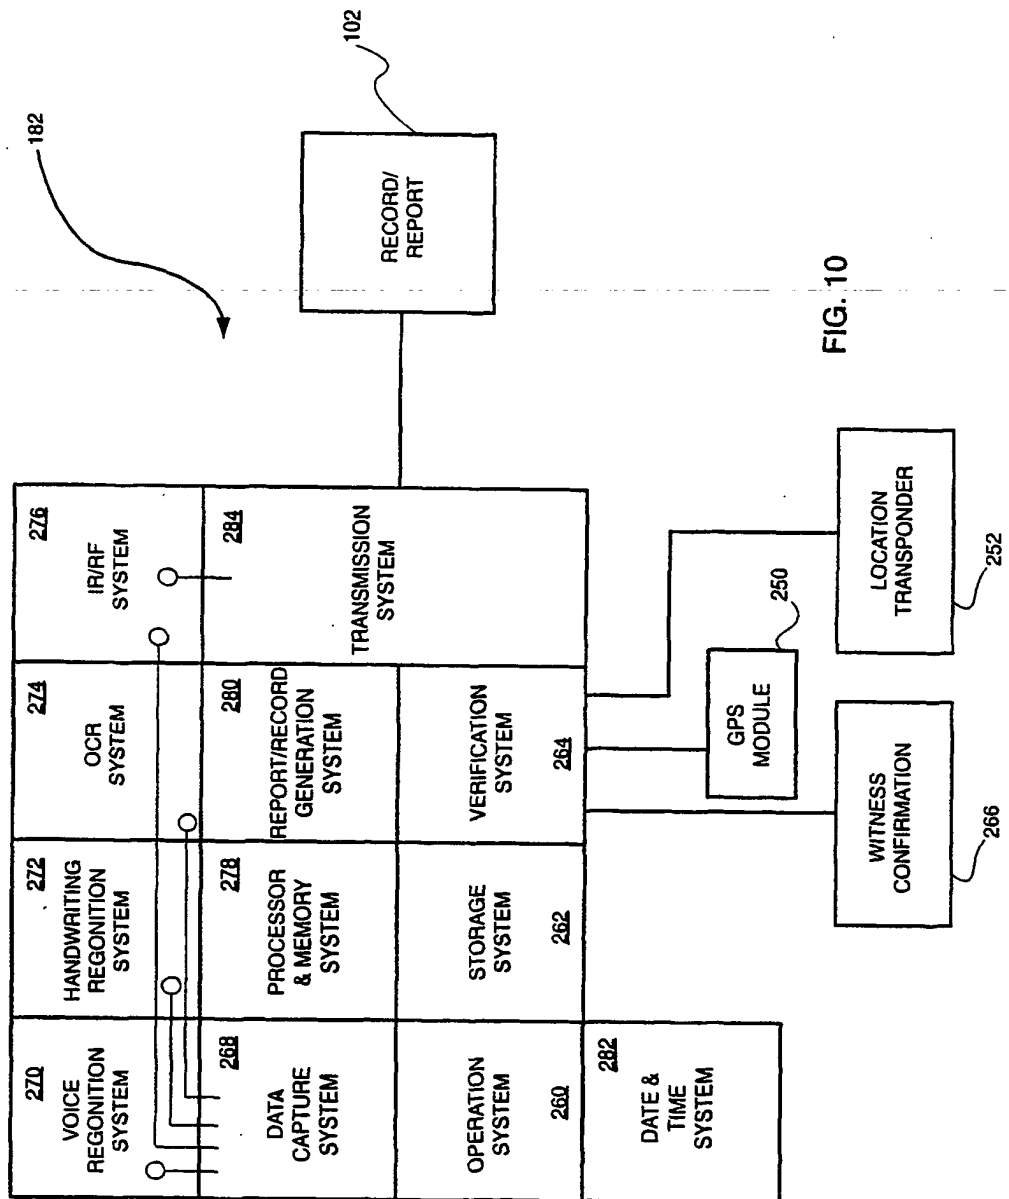 182
270
VOICE
REGONITION
SYSTEM
272
HANDWRITING
REGONITION
SYSTEM
274
OCR
SYSTEM
276
IR/RF
SYSTEM
268
DATA
CAPTURE
SYSTEM
278
PROCESSOR
& MEMORY
SYSTEM
280
REPORT/RECORD
GENERATION
SYSTEM
284
TRANSMISSION
SYSTEM
OPERATION
SYSTEM
260
STORAGE
SYSTEM
262
VERIFICATION
SYSTEM
264
282
DATE &
TIME
SYSTEM
RECORD/
REPORT
102
GPS
MODULE
250
WITNESS
CONFIRMATION
266
LOCATION
TRANSPONDER
252
FIG. 10